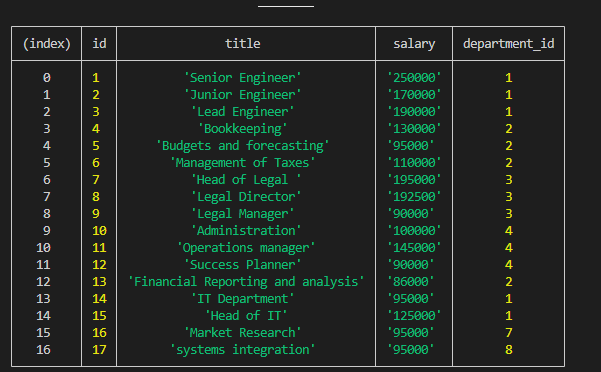 (index) id title salary department_id
0 1 'Senior Engineer' '250000' 1
1 2 'Junior Engineer' '170000' 1
2 3 'Lead Engineer' '190000' 1
3 4 'Bookkeeping' '130000' 2
4 5 'Budgets and forecasting' '95000' 2
5 6 'Management of Taxes' '110000' 2
6 7 'Head of Legal ' '195000' 3
7 8 'Legal Director' '192500' 3
8 9 'Legal Manager' '90000' 3
9 10 'Administration' '100000' 4
10 11 'Operations manager' '145000' 4
11 12 'Success Planner' '90000' 4
12 13 'Financial Reporting and analysis' '86000' 2
13 14 'IT Department' '95000' 1
14 15 'Head of IT' '125000' 1
15 16 'Market Research' '95000' 7
16 17 'systems integration' '95000' 8